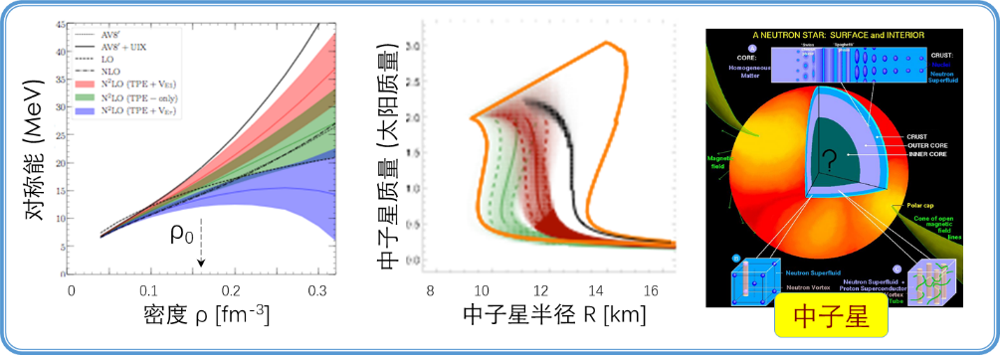 45
40
35
30
25
20
15
10
5
0
AV8′
AV8′ + UIX
LO
NLO
N²LO (TPE + V_E1)
N²LO (TPE − only)
N²LO (TPE + V_Eτ)
对称能 (MeV)
ρ₀
0 0.1 0.2 0.3
密度 ρ [fm⁻³]
中子星质量 (太阳质量)
3.0
2.5
2.0
1.5
1.0
0.5
0.0
8 10 12 14 16
中子星半径 R [km]
A NEUTRON STAR: SURFACE and INTERIOR
A
CORE:
Homogeneous
Matter
'Spaghetti'
CRUST:
Nuclei
Neutron
Superfluid
CRUST
OUTER CORE
INNER CORE
?
Magnetic
field
Polar cap
Cone of open
magnetic
field
lines
B
Neutron Superfluid
Neutron Vortex
C
Neutron Superfluid +
Proton Superconductor
Vortex
Tube
中子星